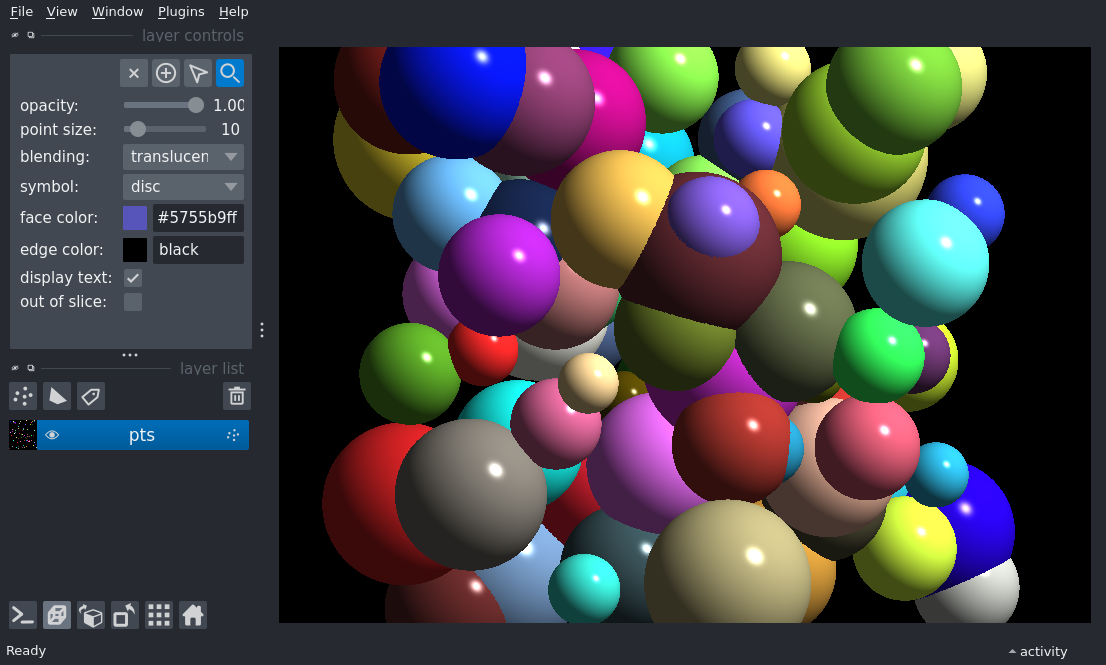 File View Window Plugins Help
layer controls
opacity: 1.00
point size: 10
blending: translucen
symbol: disc
face color: #5755b9ff
edge color: black
display text:
out of slice:
layer list
pts
Ready
activity